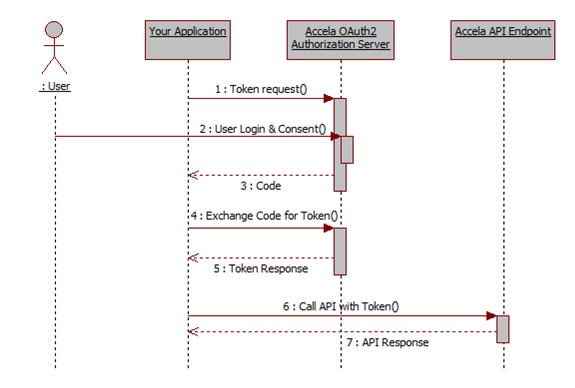 Your Application
Accela OAuth2
Authorization Server
Accela API Endpoint
: User
1 : Token request()
2 : User Login & Consent()
3 : Code
4 : Exchange Code for Token()
5 : Token Response
6 : Call API with Token()
7 : API Response